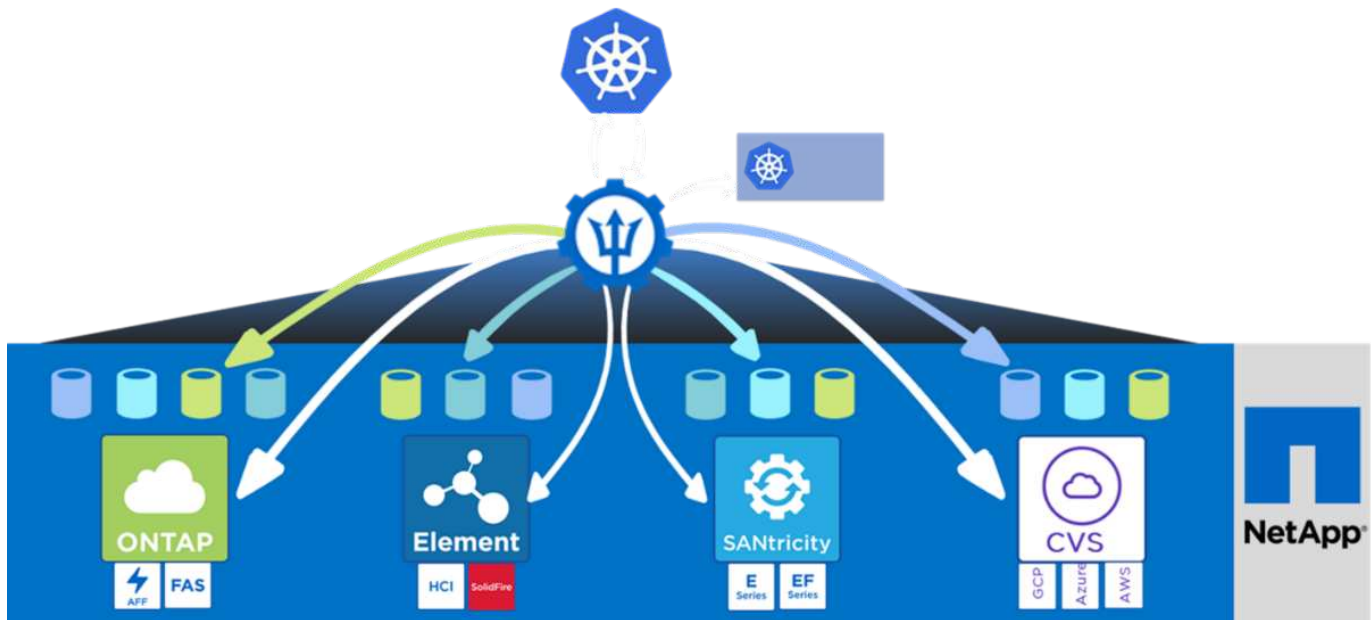 ONTAP
AFF
FAS
Element
HCI
SolidFire
SANtricity
E
Series
EF
Series
CVS
GCP
Azure
AWS
NetApp®